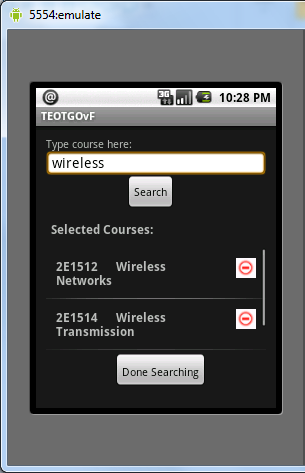 5554:emulate
@ 3G 10:28 PM
TEOTGOvF
Type course here:
wireless
Search
Selected Courses:
2E1512 Wireless
Networks
2E1514 Wireless
Transmission
Done Searching